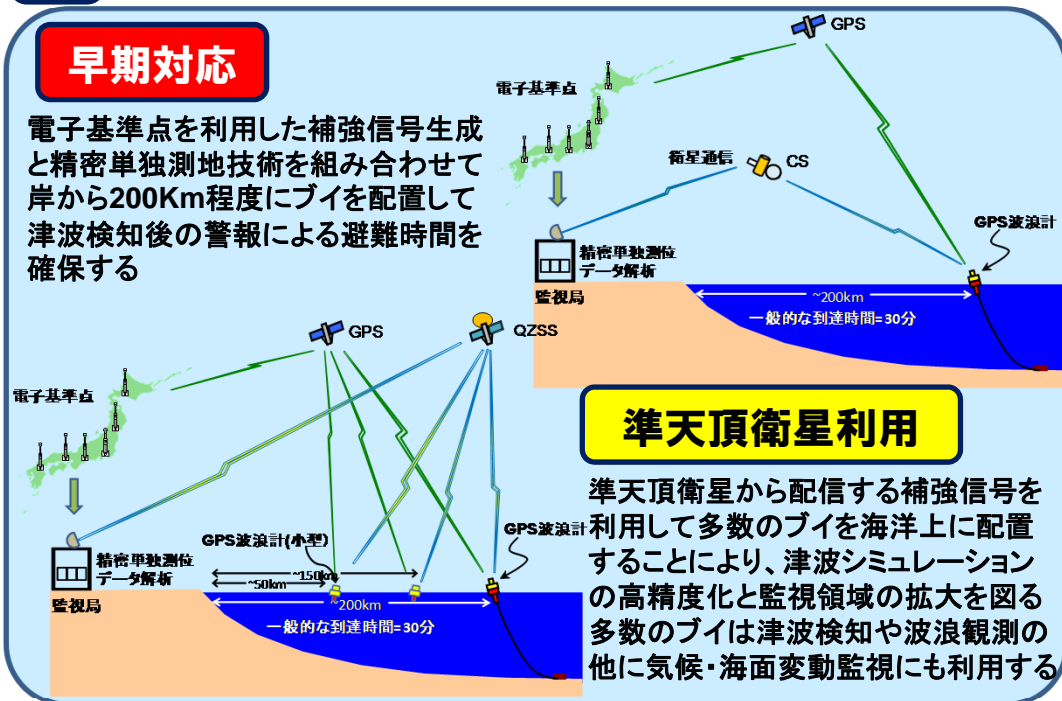 早期対応
電子基準点を利用した補強信号生成
と精密単独測地技術を組み合わせて
岸から200Km程度にブイを配置して
津波検知後の警報による避難時間を
確保する
GPS
電子基準点
衛星通信
CS
GPS波浪計
精密単独測位
データ解析
監視局
~200km
一般的な到達時間=30分
GPS
QZSS
電子基準点
GPS波浪計(小型)
GPS波浪計
精密単独測位
データ解析
監視局
~150km
~50km
~200km
一般的な到達時間=30分
準天頂衛星利用
準天頂衛星から配信する補強信号を
利用して多数のブイを海洋上に配置
することにより、津波シミュレーション
の高精度化と監視領域の拡大を図る
多数のブイは津波検知や波浪観測の
他に気候・海面変動監視にも利用する